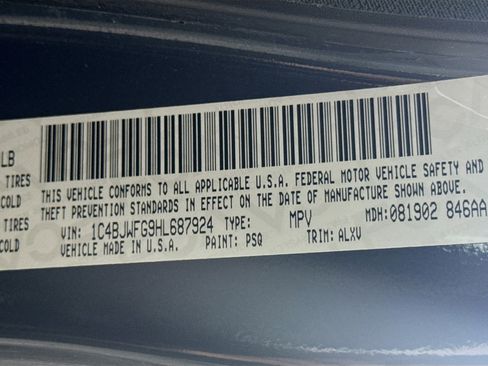 LB
TIRES
COLD
TIRES
COLD
THIS VEHICLE CONFORMS TO ALL APPLICABLE U.S.A. FEDERAL MOTOR VEHICLE SAFETY AND
THEFT PREVENTION STANDARDS IN EFFECT ON THE DATE OF MANUFACTURE SHOWN ABOVE.
VIN: 1C4BJWFG9HL687924 TYPE: MPV MDH: 081902 846AA
VEHICLE MADE IN U.S.A. PAINT: PSQ TRIM: ALXV